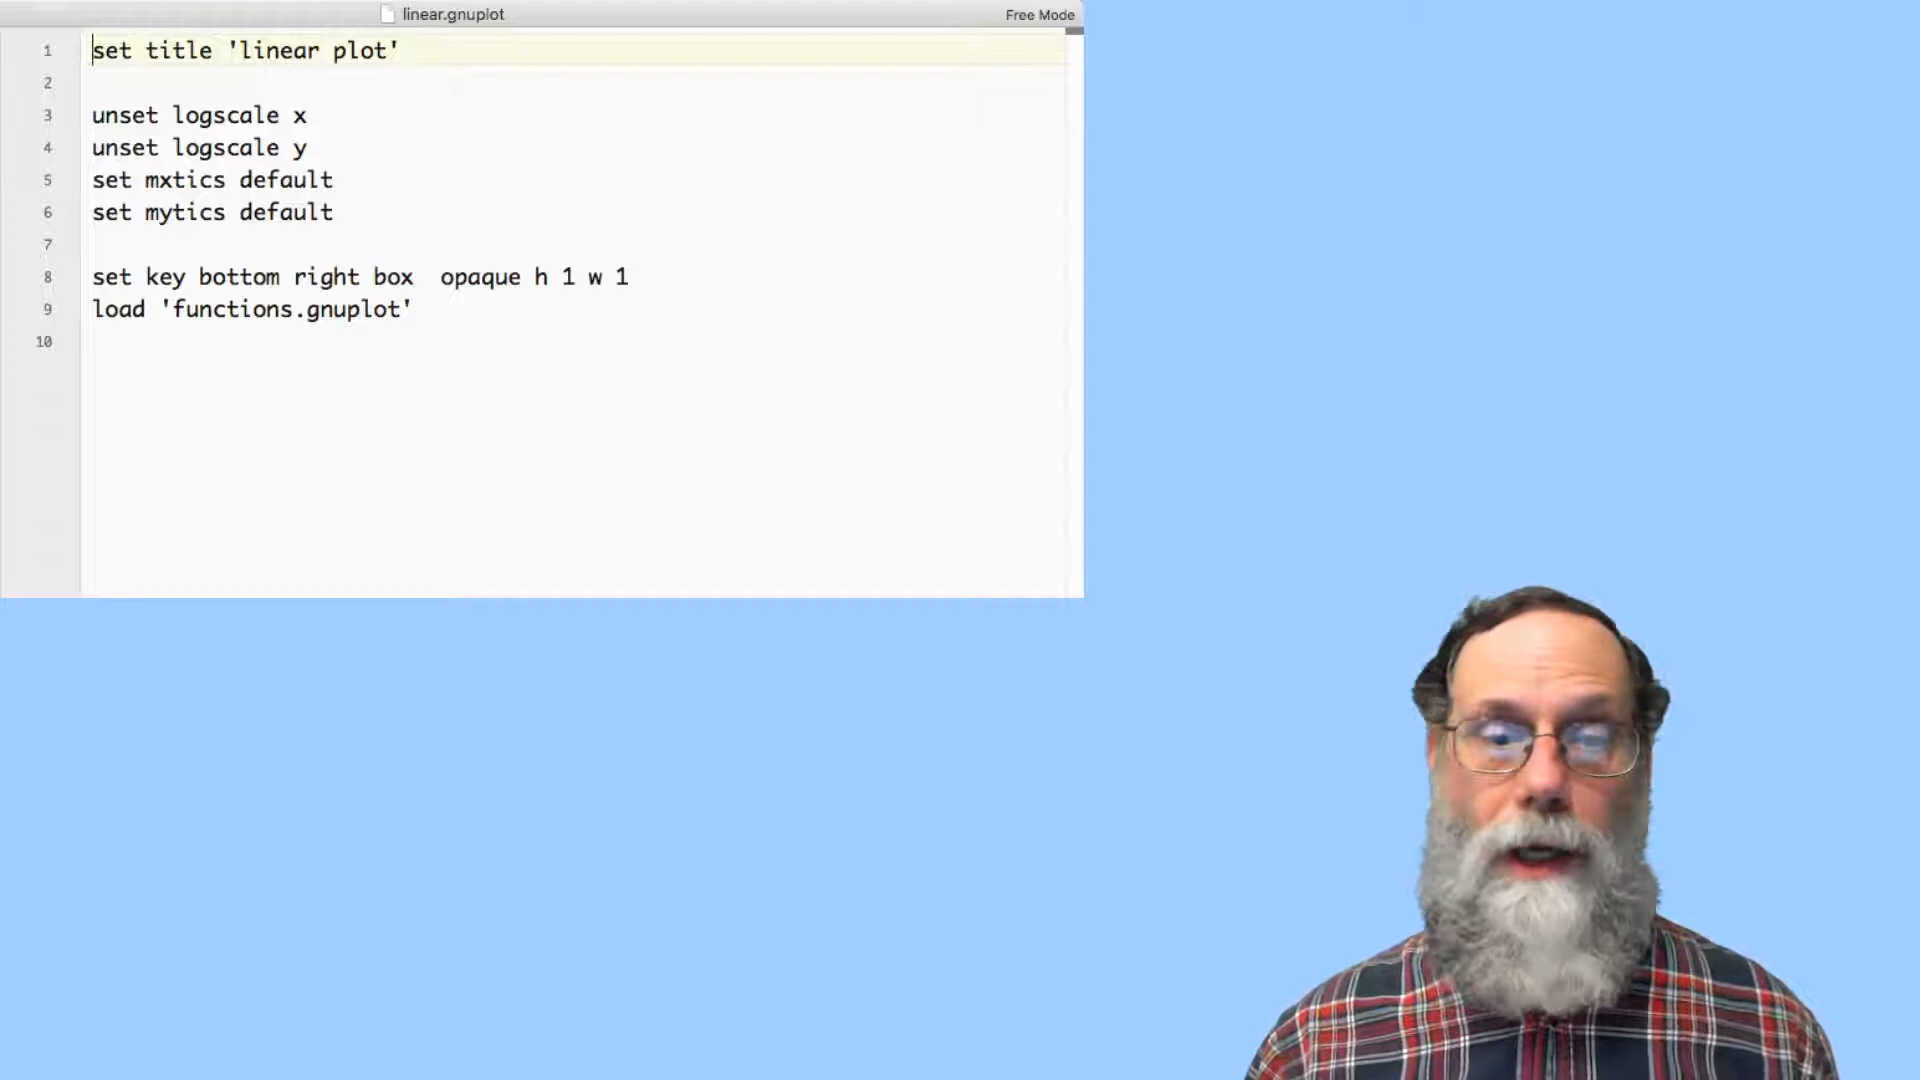 linear.gnuplot
Free Mode
1 set title 'linear plot'
2
3 unset logscale x
4 unset logscale y
5 set mxtics default
6 set mytics default
7
8 set key bottom right box  opaque h 1 w 1
9 load 'functions.gnuplot'
10